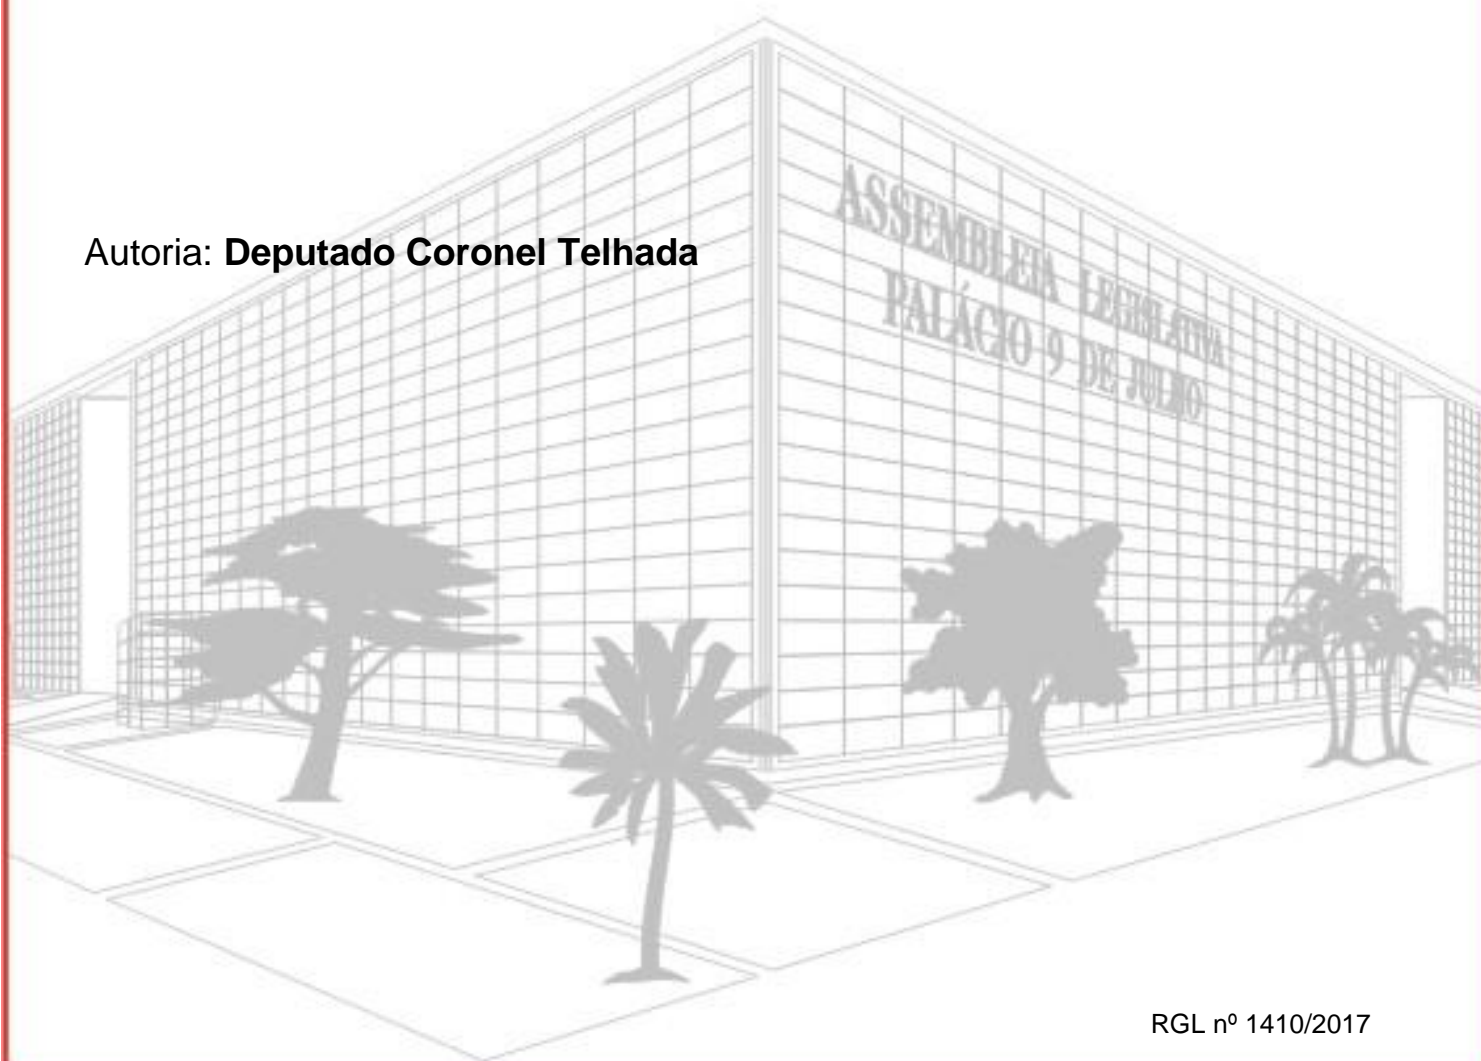 Autoria: Deputado Coronel Telhada
ASSEMBLEIA LEGISLATIVA
PALÁCIO 9 DE JULHO
RGL nº 1410/2017